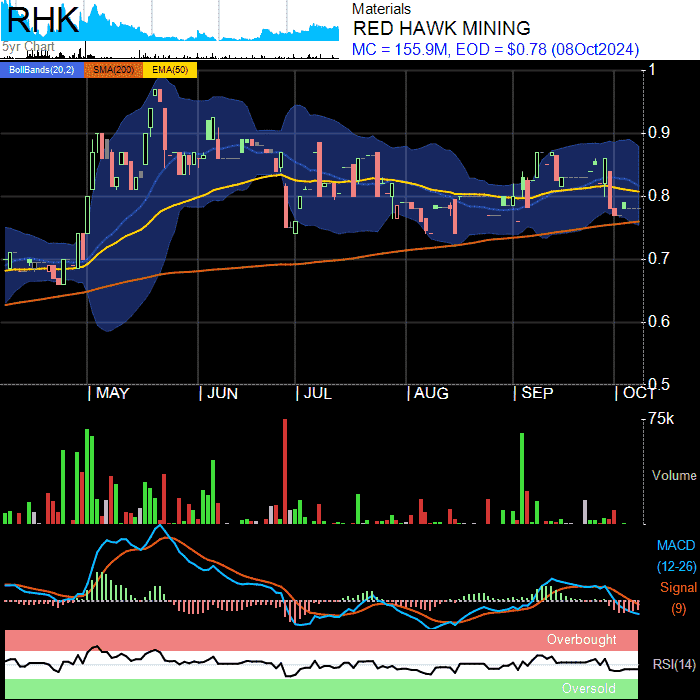 RHK
5yr Chart
Materials
RED HAWK MINING
MC = 155.9M, EOD = $0.78 (08Oct2024)
BollBands(20,2) SMA(200) EMA(50)
1
0.9
0.8
0.7
0.6
0.5
| MAY | JUN | JUL | AUG | SEP | OCT
75k
Volume
MACD
(12-26)
Signal
(9)
Overbought
RSI(14)
Oversold